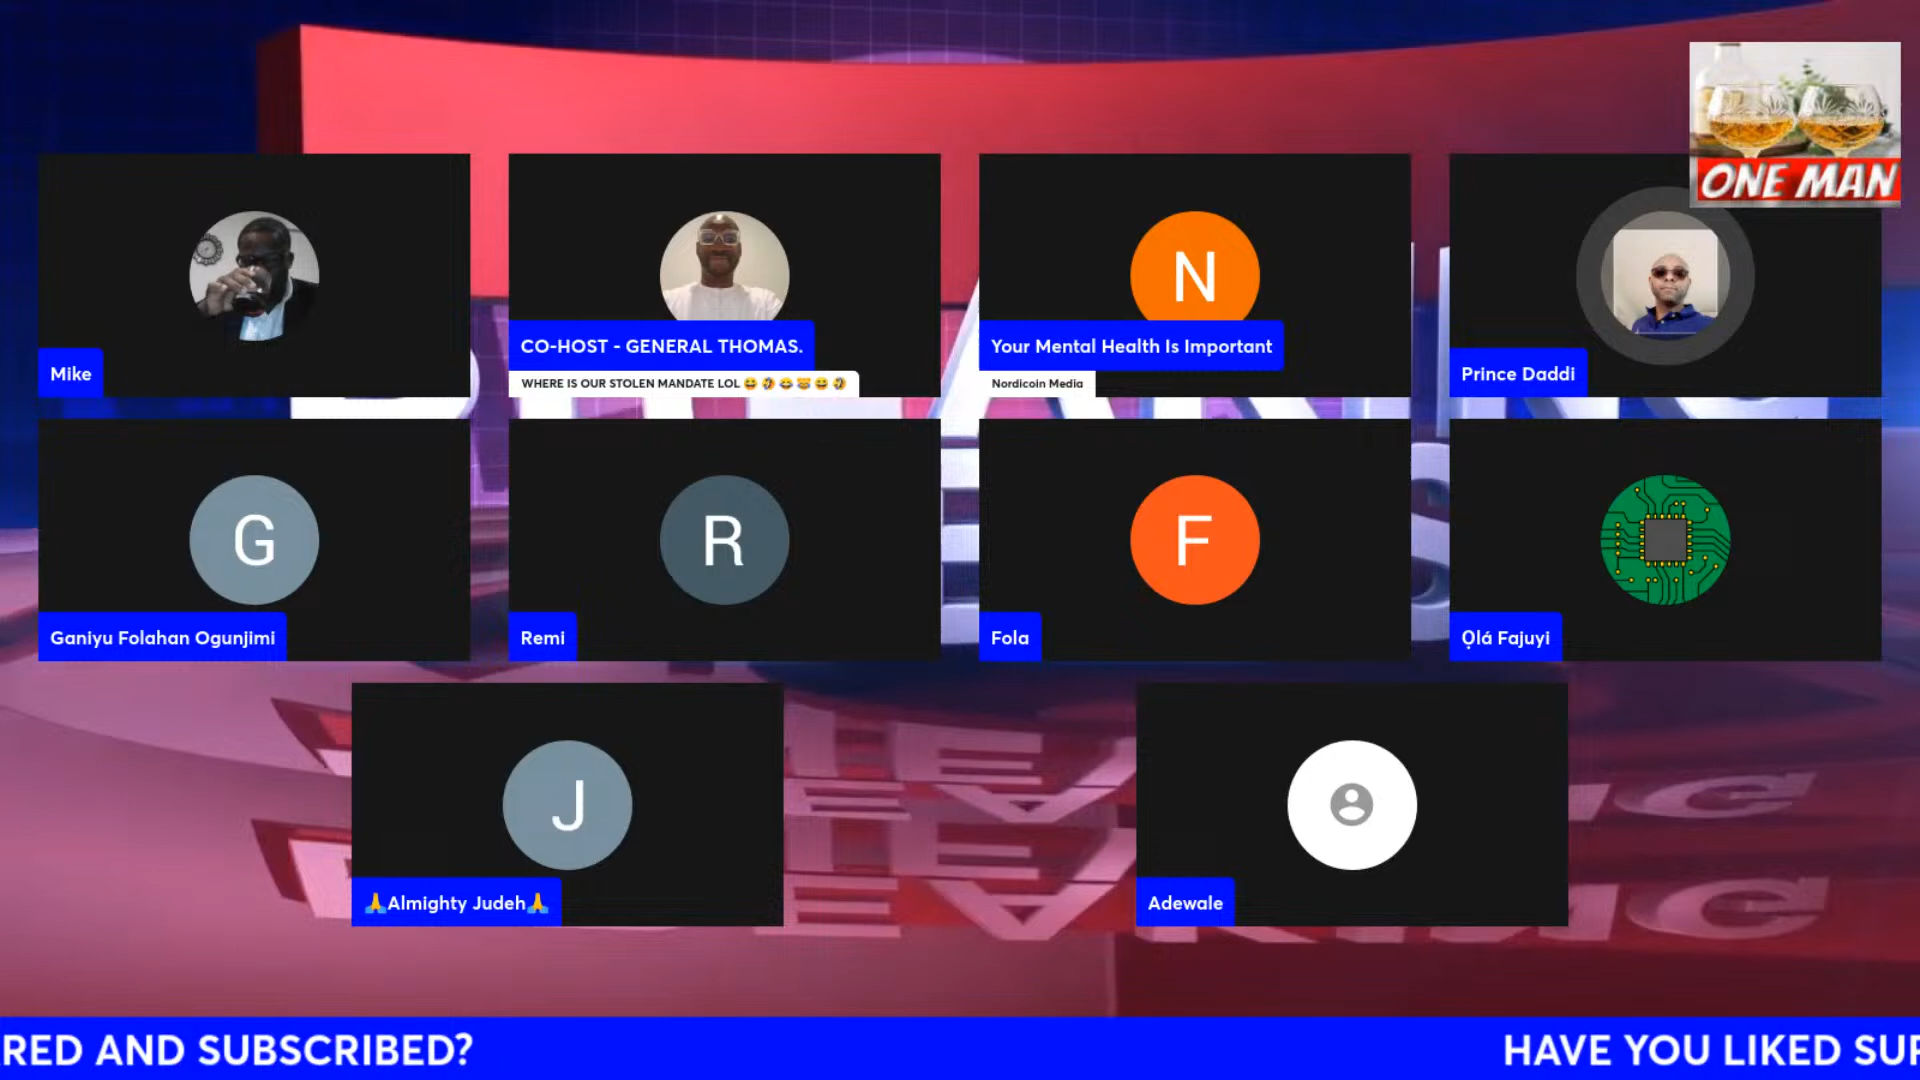 ONE MAN
Mike
CO-HOST - GENERAL THOMAS.
WHERE IS OUR STOLEN MANDATE LOL 😄 🤣 😂 😹 😄 🤣
N
Your Mental Health Is Important
Nordicoin Media
Prince Daddi
G
Ganiyu Folahan Ogunjimi
R
Remi
F
Fola
Ọlá Fajuyi
J
🙏Almighty Judeh🙏
Adewale
RED AND SUBSCRIBED?
HAVE YOU LIKED